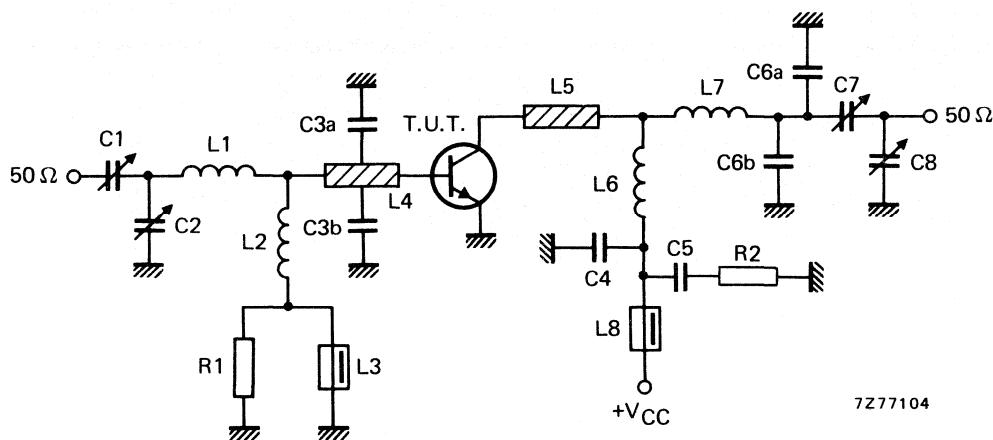 C6a
L7
C7
50 Ω
L5
C3a
T.U.T.
C1
L1
50 Ω
C6b
C8
C2
L4
L6
L2
C3b
C4
C5
R2
R1
L3
L8
+VCC
7Z77104